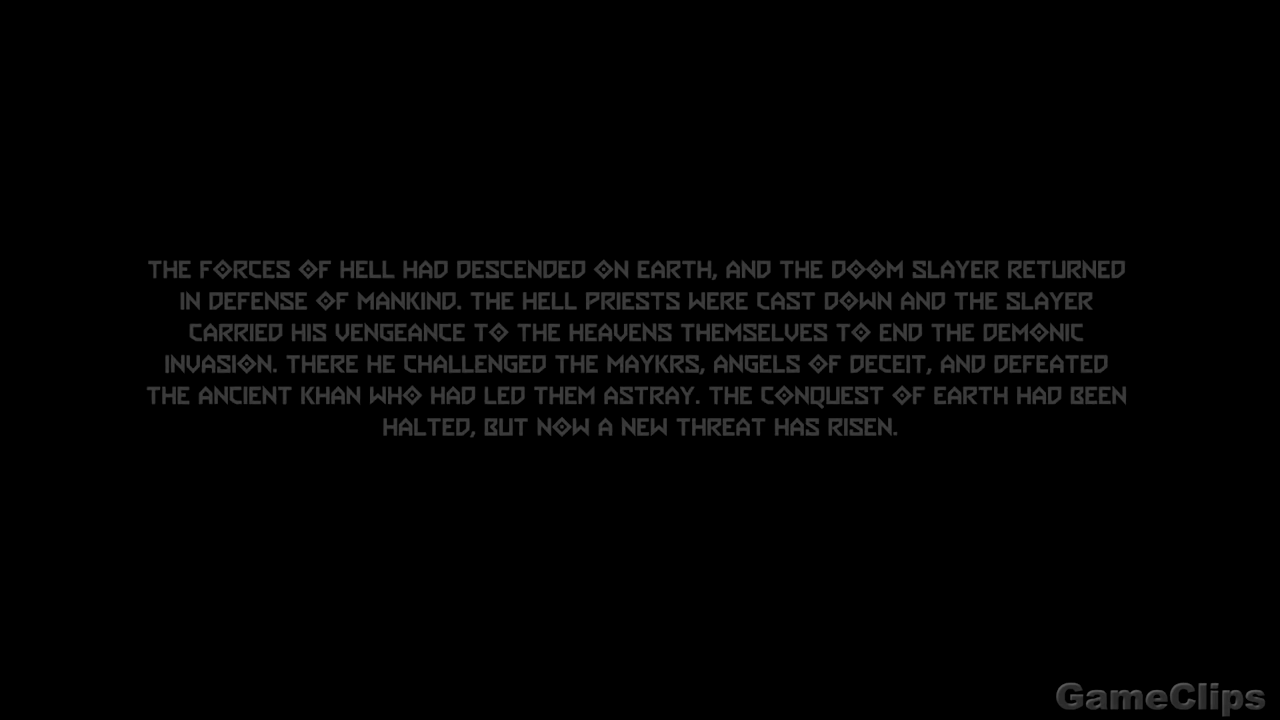 THE FORCES OF HELL HAD DESCENDED ON EARTH, AND THE DOOM SLAYER RETURNED
IN DEFENSE OF MANKIND. THE HELL PRIESTS WERE CAST DOWN AND THE SLAYER
CARRIED HIS VENGEANCE TO THE HEAVENS THEMSELVES TO END THE DEMONIC
INVASION. THERE HE CHALLENGED THE MAYKRS, ANGELS OF DECEIT, AND DEFEATED
THE ANCIENT KHAN WHO HAD LED THEM ASTRAY. THE CONQUEST OF EARTH HAD BEEN
HALTED, BUT NOW A NEW THREAT HAS RISEN.
GameClips